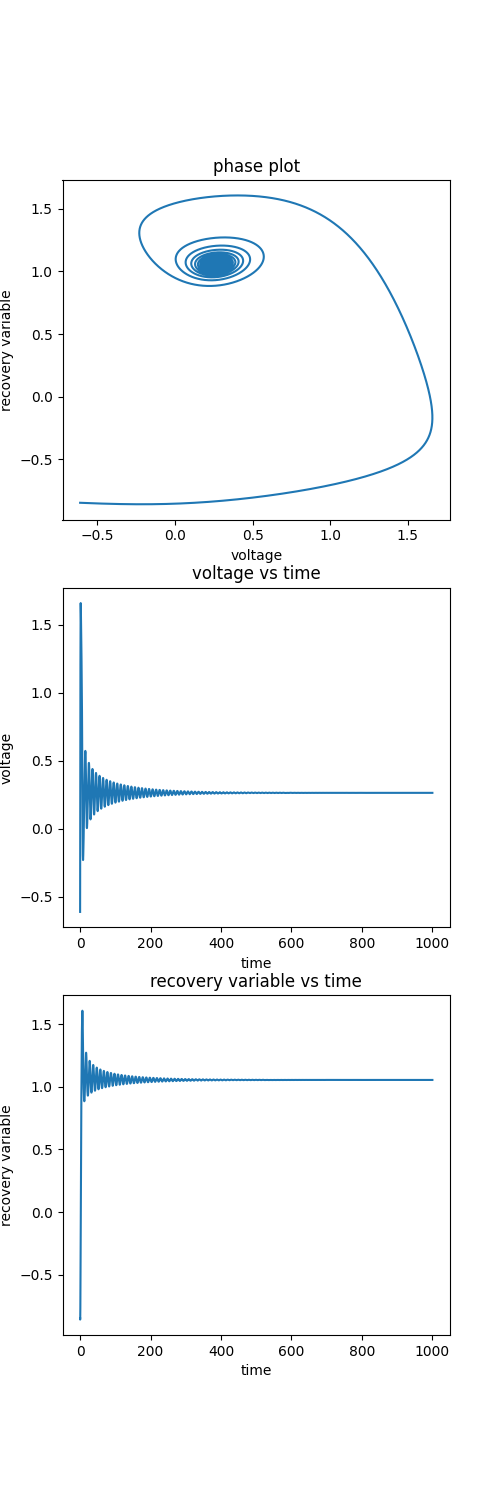 phase plot
1.5
1.0
0.5
0.0
−0.5
recovery variable
−0.5 0.0 0.5 1.0 1.5
voltage
voltage vs time
1.5
1.0
0.5
0.0
−0.5
voltage
0 200 400 600 800 1000
time
recovery variable vs time
1.5
1.0
0.5
0.0
−0.5
recovery variable
0 200 400 600 800 1000
time